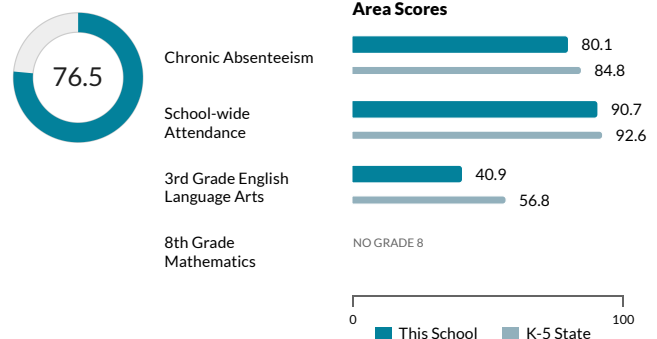 Area Scores
76.5
Chronic Absenteeism
80.1
84.8
School-wide
Attendance
90.7
92.6
3rd Grade English
Language Arts
40.9
56.8
8th Grade
Mathematics
NO GRADE 8
0
100
This School
K-5 State